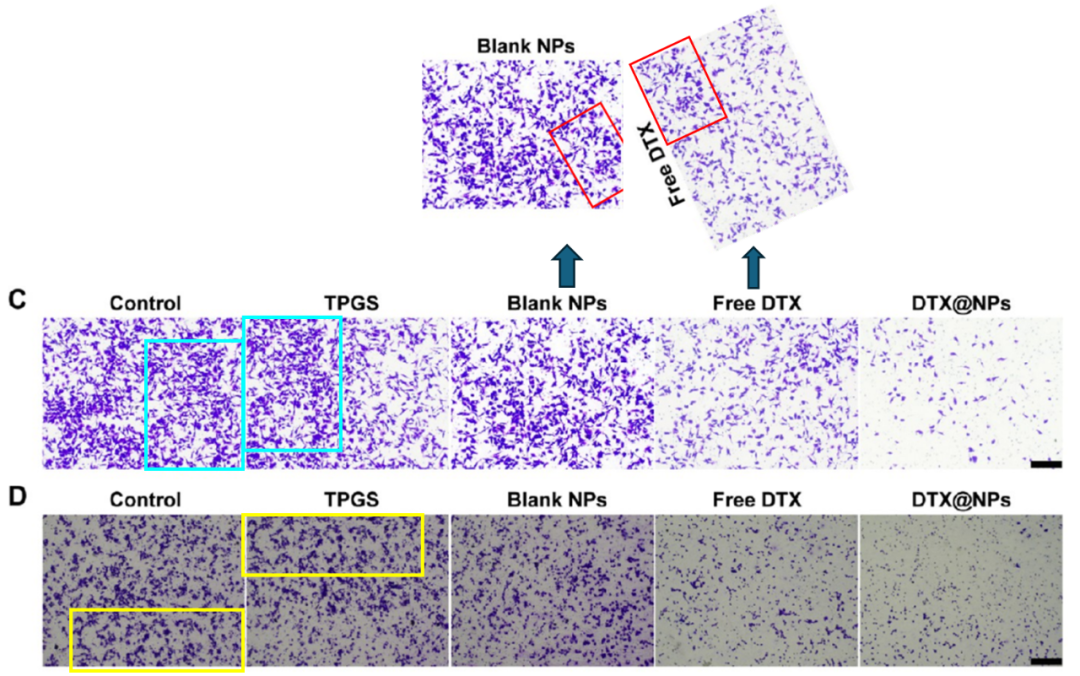 Blank NPs
Free DTX
C
Control
TPGS
Blank NPs
Free DTX
DTX@NPs
D
Control
TPGS
Blank NPs
Free DTX
DTX@NPs